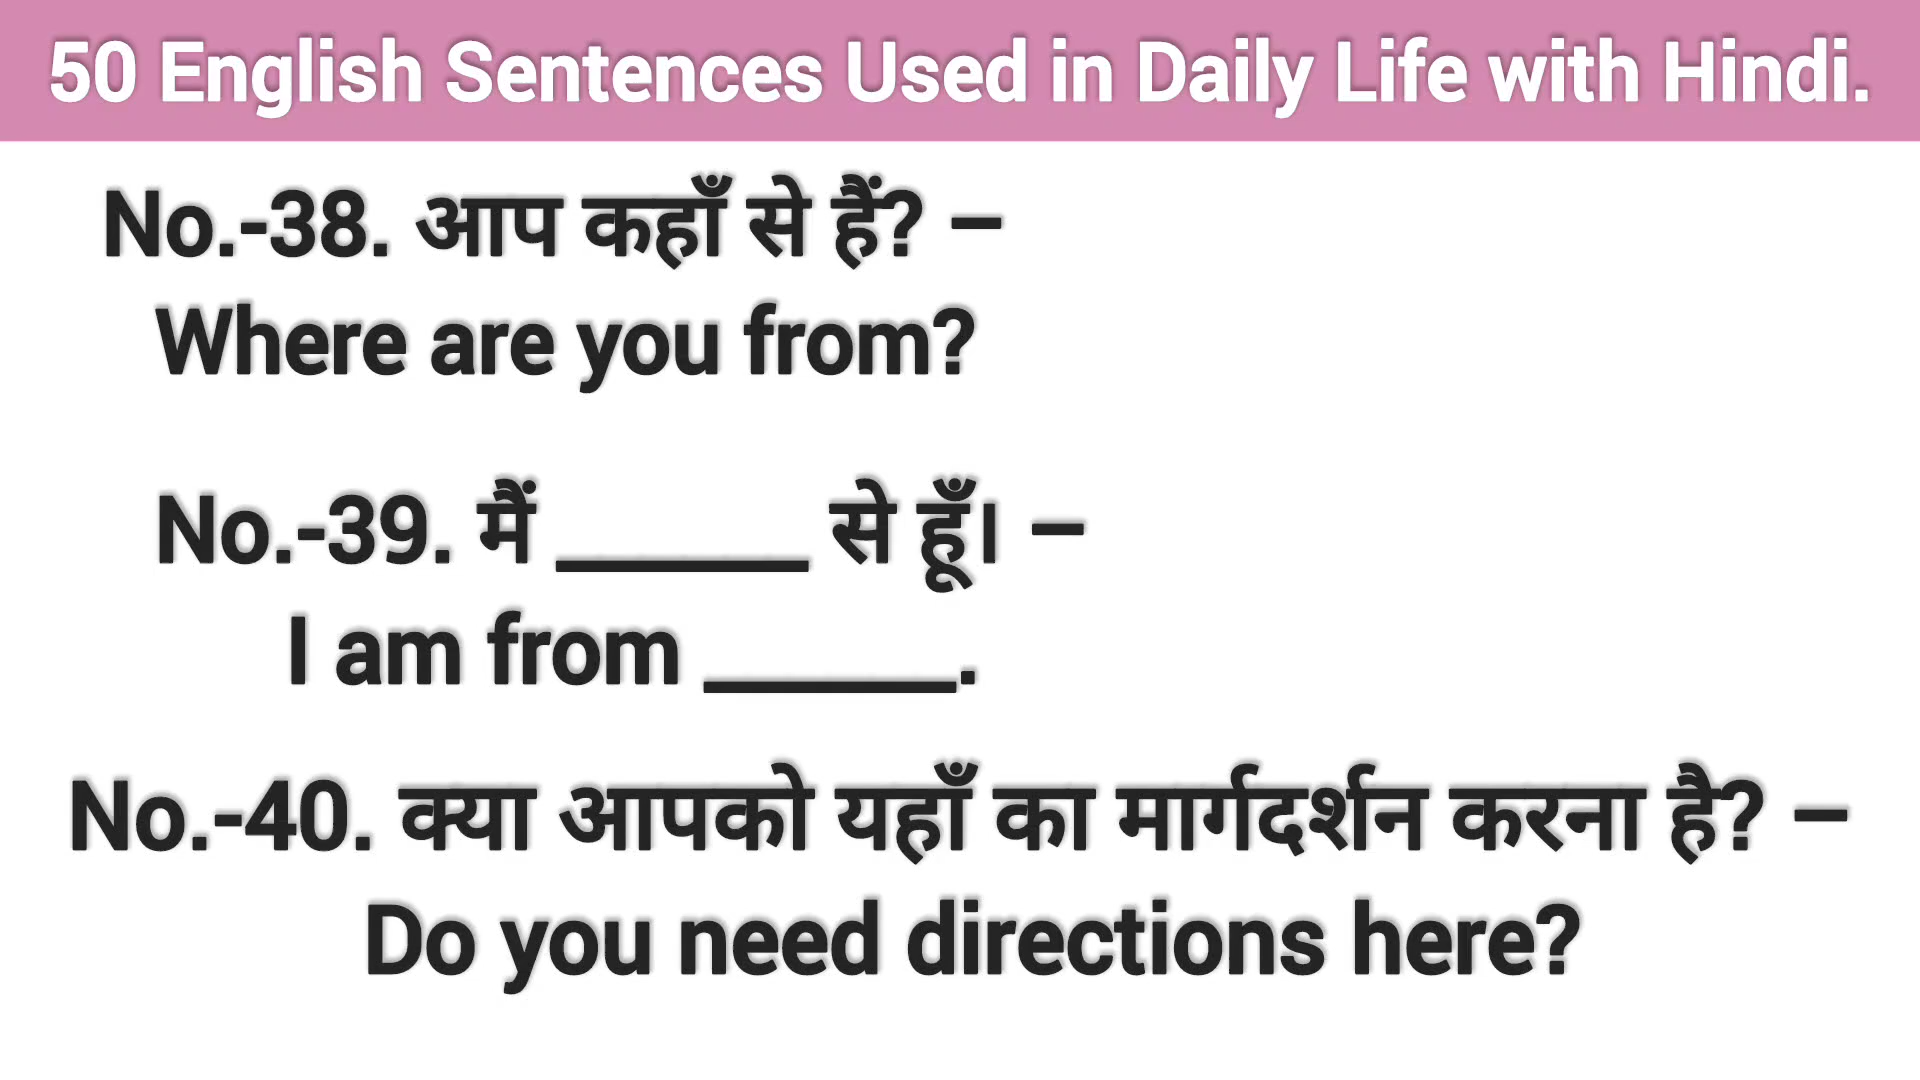 50 English Sentences Used in Daily Life with Hindi.
No.-38. आप कहाँ से हैं? –
Where are you from?
No.-39. मैं ______ से हूँ। –
I am from ______.
No.-40. क्या आपको यहाँ का मार्गदर्शन करना है? –
Do you need directions here?